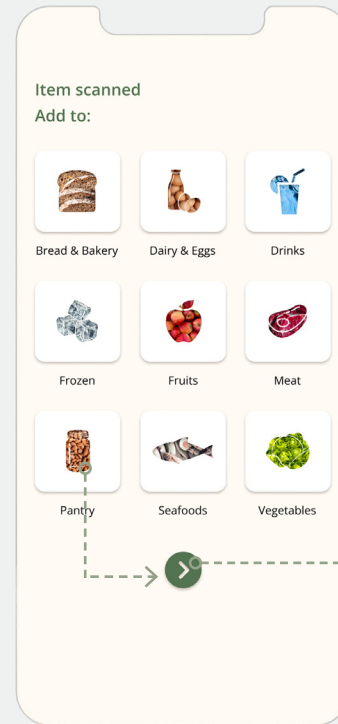 Item scanned
Add to:
Bread & Bakery
Dairy & Eggs
Drinks
Frozen
Fruits
Meat
Pantry
Seafoods
Vegetables